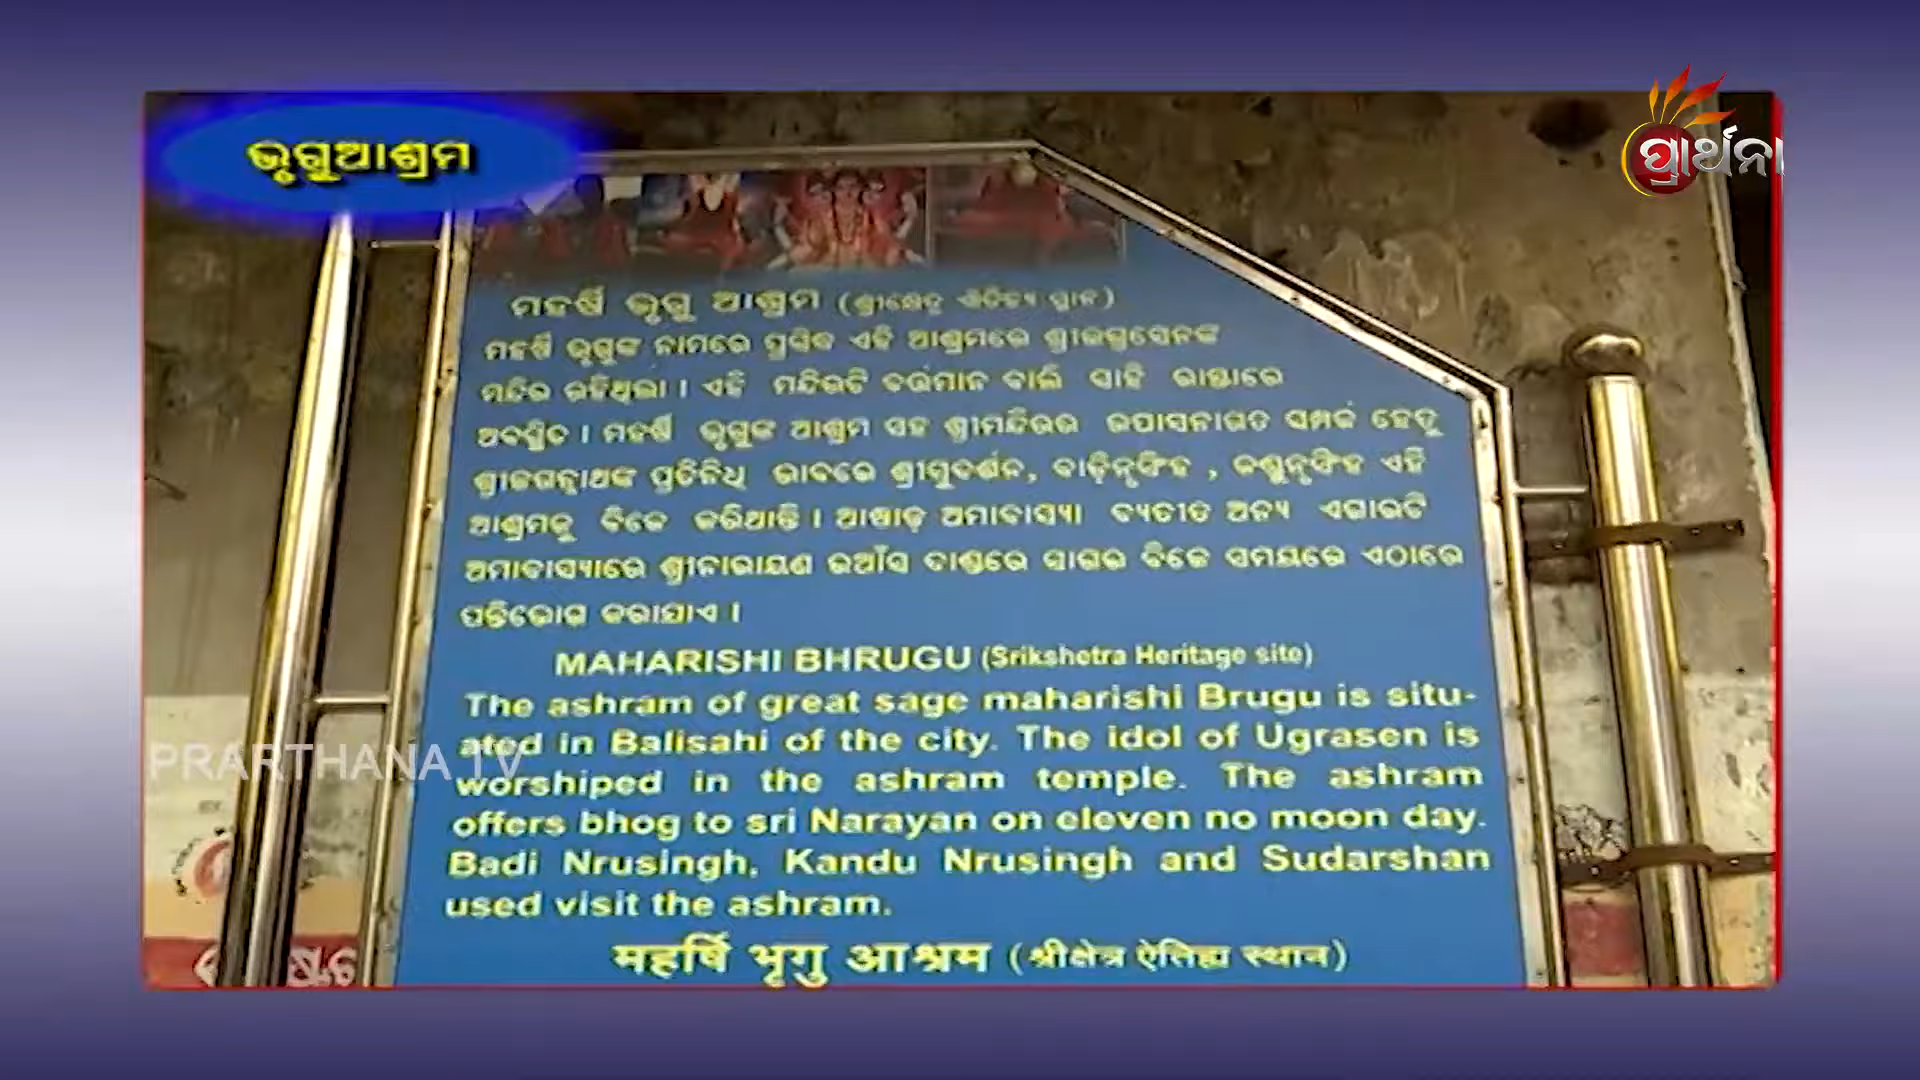 ଭୃଗୁଆଶ୍ରମ
ପ୍ରାର୍ଥନା
ମହର୍ଷି ଭୃଗୁ ଆଶ୍ରମ (ଶ୍ରୀକ୍ଷେତ୍ର ଐତିହ୍ୟ ସ୍ଥାନ)
ମହର୍ଷି ଭୃଗୁଙ୍କ ନାମରେ ପ୍ରସିଦ୍ଧ ଏହି ଆଶ୍ରମରେ ଶ୍ରୀଉଗ୍ରସେନଙ୍କ
ମନ୍ଦିର ରହିଥିଲା । ଏହି ମନ୍ଦିରଟି ବର୍ତ୍ତମାନ ବାଲି ସାହି ରାସ୍ତାରେ
ଅବସ୍ଥିତ । ମହର୍ଷି ଭୃଗୁଙ୍କ ଆଶ୍ରମ ସହ ଶ୍ରୀମନ୍ଦିରର ଉପାସନାଗତ ସମ୍ପର୍କ ହେତୁ
ଶ୍ରୀଜଗନ୍ନାଥଙ୍କ ପ୍ରତିନିଧି ଭାବରେ ଶ୍ରୀସୁଦର୍ଶନ, ବାଡ଼ିନୃସିଂହ , କଣ୍ଡୁନୃସିଂହ ଏହି
ଆଶ୍ରମକୁ ବିଜେ କରିଥାନ୍ତି । ଆଷାଢ଼ ଅମାବାସ୍ୟା ବ୍ୟତୀତ ଅନ୍ୟ ଏଗାରଟି
ଅମାବାସ୍ୟାରେ ଶ୍ରୀନାରାୟଣ ଉଆଁସ ବାଣ୍ଡରେ ସାଗର ବିଜେ ସମୟରେ ଏଠାରେ
ପନ୍ତିଭୋଗ କରାଯାଏ ।
MAHARISHI BHRUGU (Srikshetra Heritage site)
The ashram of great sage maharishi Brugu is situ-
ated in Balisahi of the city. The idol of Ugrasen is
worshiped in the ashram temple. The ashram
offers bhog to sri Narayan on eleven no moon day.
Badi Nrusingh, Kandu Nrusingh and Sudarshan
used visit the ashram.
महर्षि भृगु आश्रम (श्रीक्षेत्र ऐतिह्य स्थान)
PRARTHANA TV